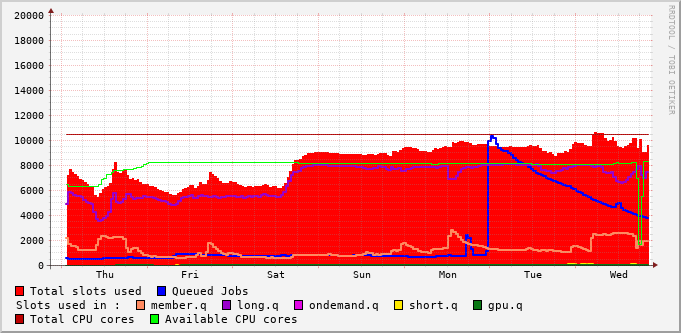 20000
18000
16000
14000
12000
10000
8000
6000
4000
2000
0
Thu Fri Sat Sun Mon Tue Wed
RRDTOOL / TOBI OETIKER
Total slots used Queued Jobs
Slots used in : member.q long.q ondemand.q short.q gpu.q
Total CPU cores Available CPU cores